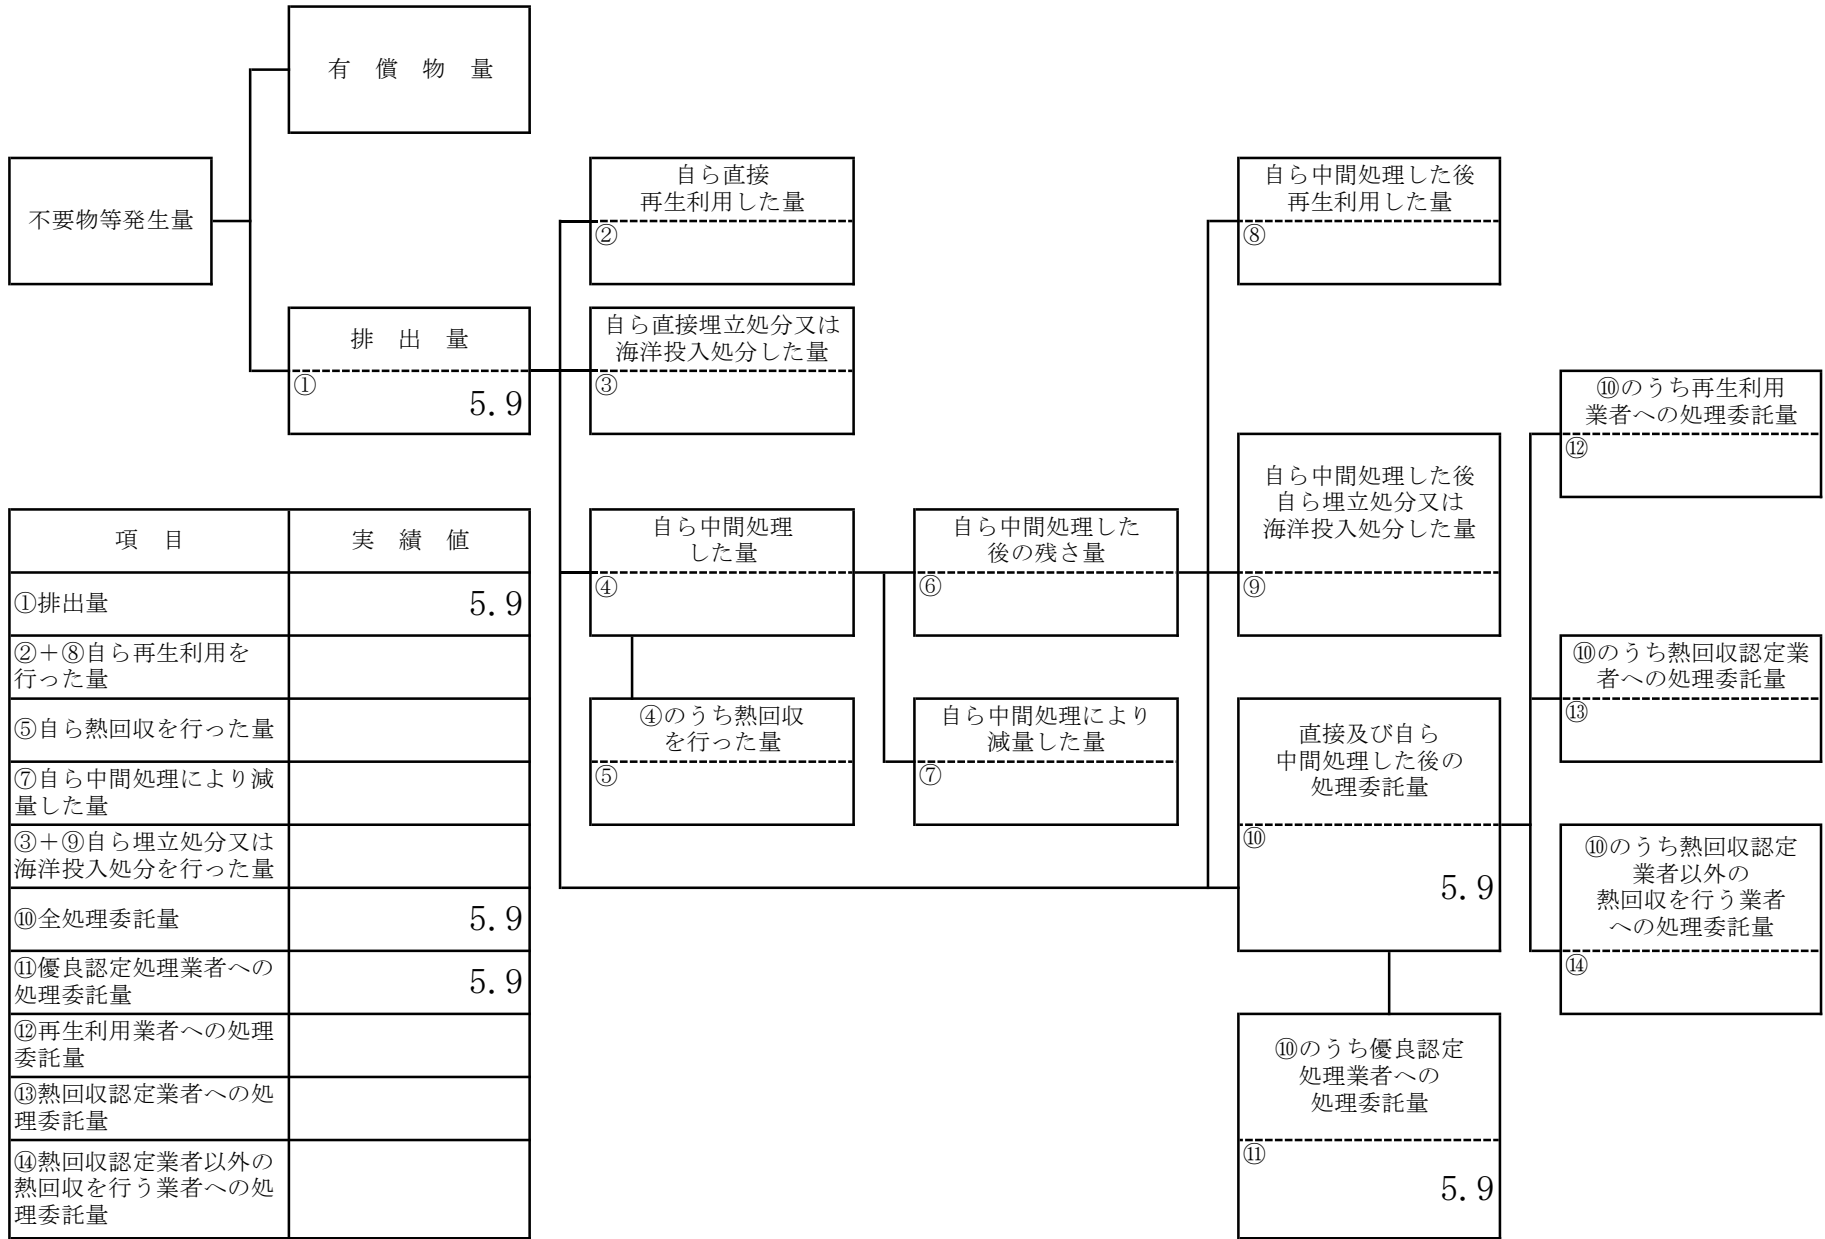 有 償 物 量
不要物等発生量
排 出 量
①
5.9
自ら直接
再生利用した量
②
自ら直接埋立処分又は
海洋投入処分した量
③
自ら中間処理
した量
④
④のうち熱回収
を行った量
⑤
自ら中間処理した
後の残さ量
⑥
自ら中間処理により
減量した量
⑦
自ら中間処理した後
再生利用した量
⑧
自ら中間処理した後
自ら埋立処分又は
海洋投入処分した量
⑨
直接及び自ら
中間処理した後の
処理委託量
⑩
5.9
⑩のうち優良認定
処理業者への
処理委託量
⑪
5.9
⑩のうち再生利用
業者への処理委託量
⑫
⑩のうち熱回収認定業
者への処理委託量
⑬
⑩のうち熱回収認定
業者以外の
熱回収を行う業者
への処理委託量
⑭
項 目 実 績 値
①排出量 5.9
②+⑧自ら再生利用を
行った量
⑤自ら熱回収を行った量
⑦自ら中間処理により減
量した量
③+⑨自ら埋立処分又は
海洋投入処分を行った量
⑩全処理委託量 5.9
⑪優良認定処理業者への
処理委託量 5.9
⑫再生利用業者への処理
委託量
⑬熱回収認定業者への処
理委託量
⑭熱回収認定業者以外の
熱回収を行う業者への処
理委託量